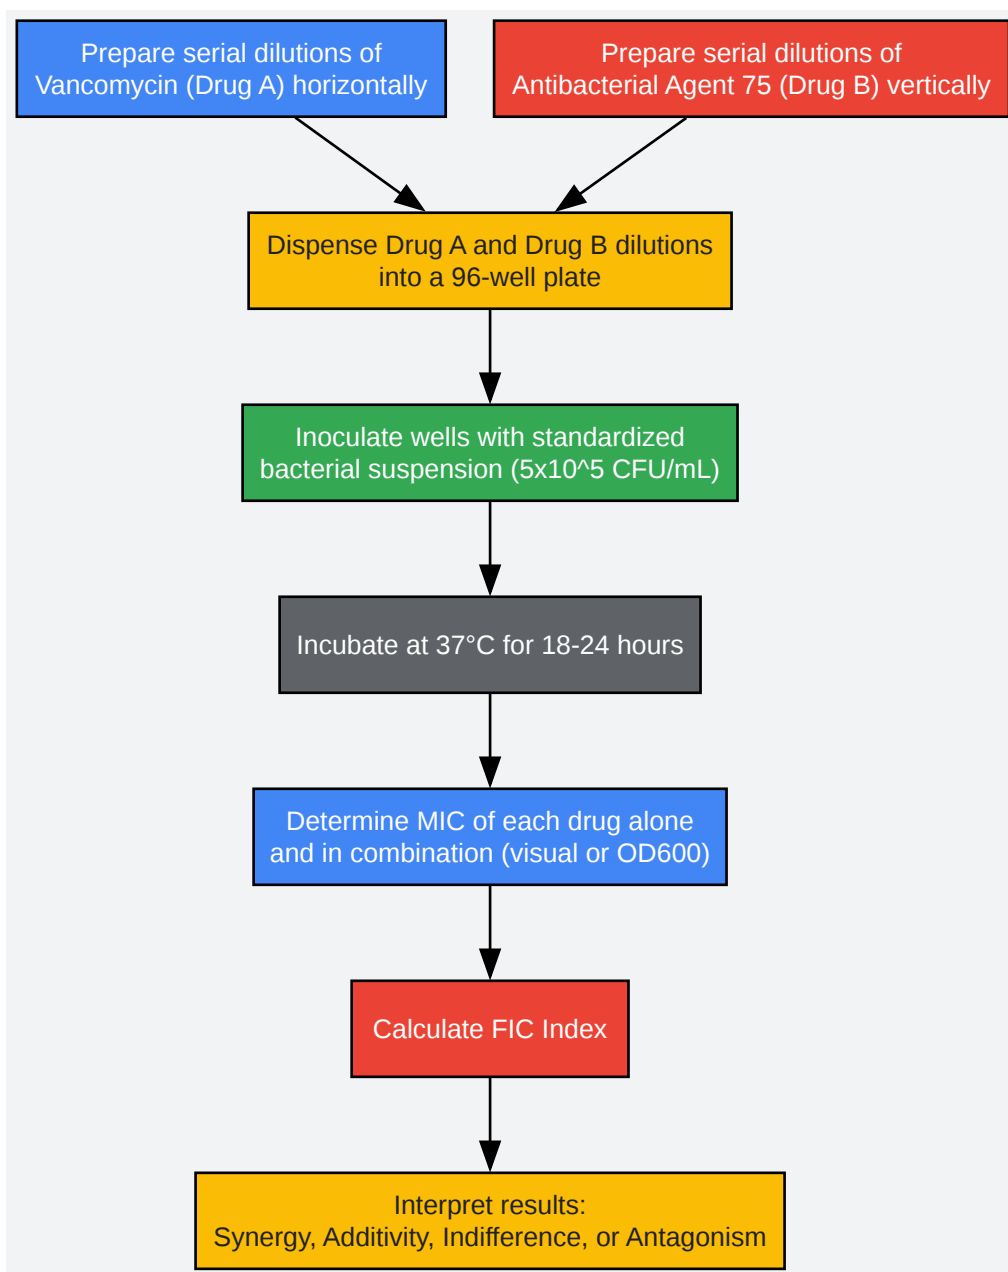 Prepare serial dilutions of
Vancomycin (Drug A) horizontally
Prepare serial dilutions of
Antibacterial Agent 75 (Drug B) vertically
Dispense Drug A and Drug B dilutions
into a 96-well plate
Inoculate wells with standardized
bacterial suspension (5x10^5 CFU/mL)
Incubate at 37°C for 18-24 hours
Determine MIC of each drug alone
and in combination (visual or OD600)
Calculate FIC Index
Interpret results:
Synergy, Additivity, Indifference, or Antagonism